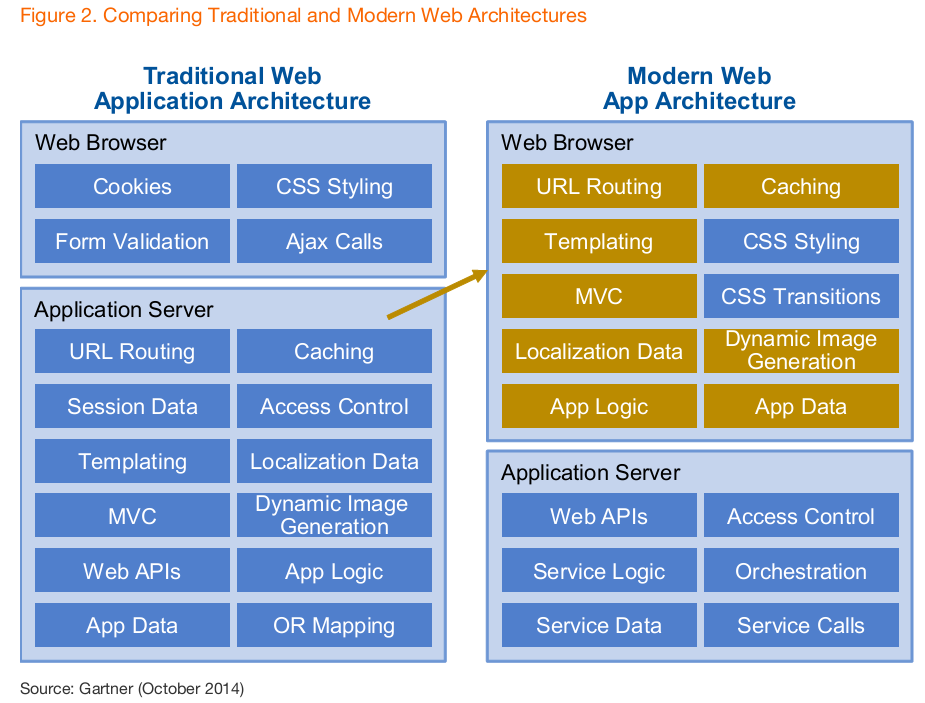 Figure 2. Comparing Traditional and Modern Web Architectures
Traditional Web
Application Architecture
Web Browser
Cookies
CSS Styling
Form Validation
Ajax Calls
Application Server
URL Routing
Caching
Session Data
Access Control
Templating
Localization Data
MVC
Dynamic Image
Generation
Web APIs
App Logic
App Data
OR Mapping
Modern Web
App Architecture
Web Browser
URL Routing
Caching
Templating
CSS Styling
MVC
CSS Transitions
Localization Data
Dynamic Image
Generation
App Logic
App Data
Application Server
Web APIs
Access Control
Service Logic
Orchestration
Service Data
Service Calls
Source: Gartner (October 2014)